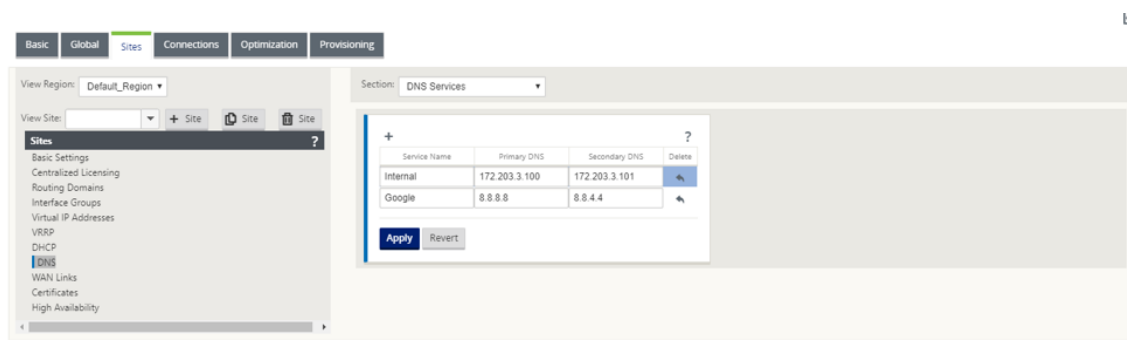 Basic Global Sites Connections Optimization Provisioning
View Region: Default_Region
Section: DNS Services
View Site: + Site Site Site
Sites ?
Basic Settings
Centralized Licensing
Routing Domains
Interface Groups
Virtual IP Addresses
VRRP
DHCP
DNS
WAN Links
Certificates
High Availability
+ ?
Service Name Primary DNS Secondary DNS Delete
Internal 172.203.3.100 172.203.3.101
Google 8.8.8.8 8.8.4.4
Apply Revert